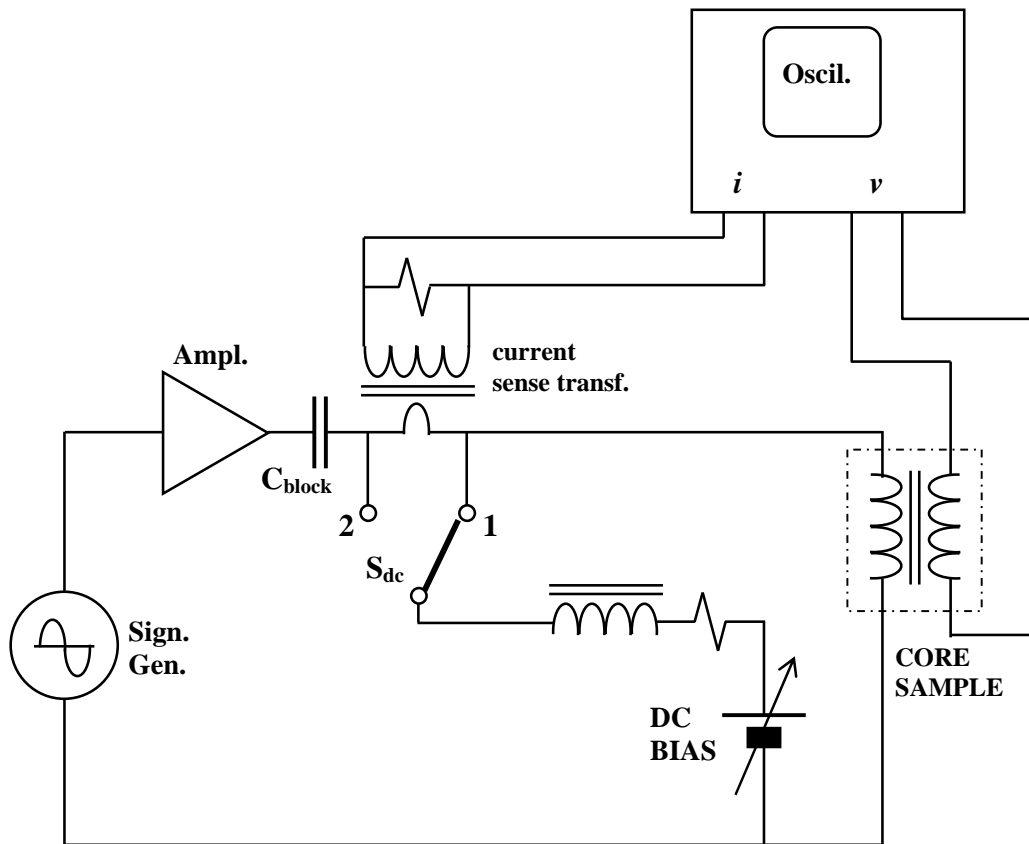 Oscil.
i v
current
sense transf.
Ampl.
C_block
2 1
S_dc
Sign.
Gen.
CORE
SAMPLE
DC
BIAS